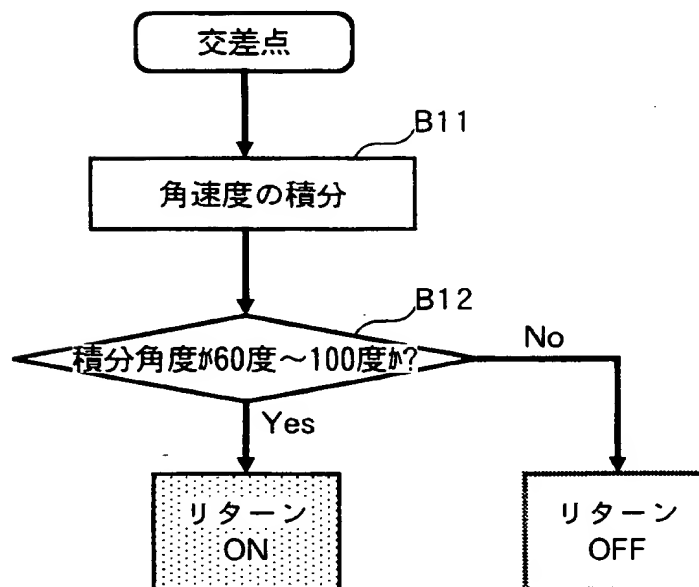 交差点
B11
角速度の積分
B12
積分角度が60度～100度か?
No
Yes
リターン
ON
リターン
OFF